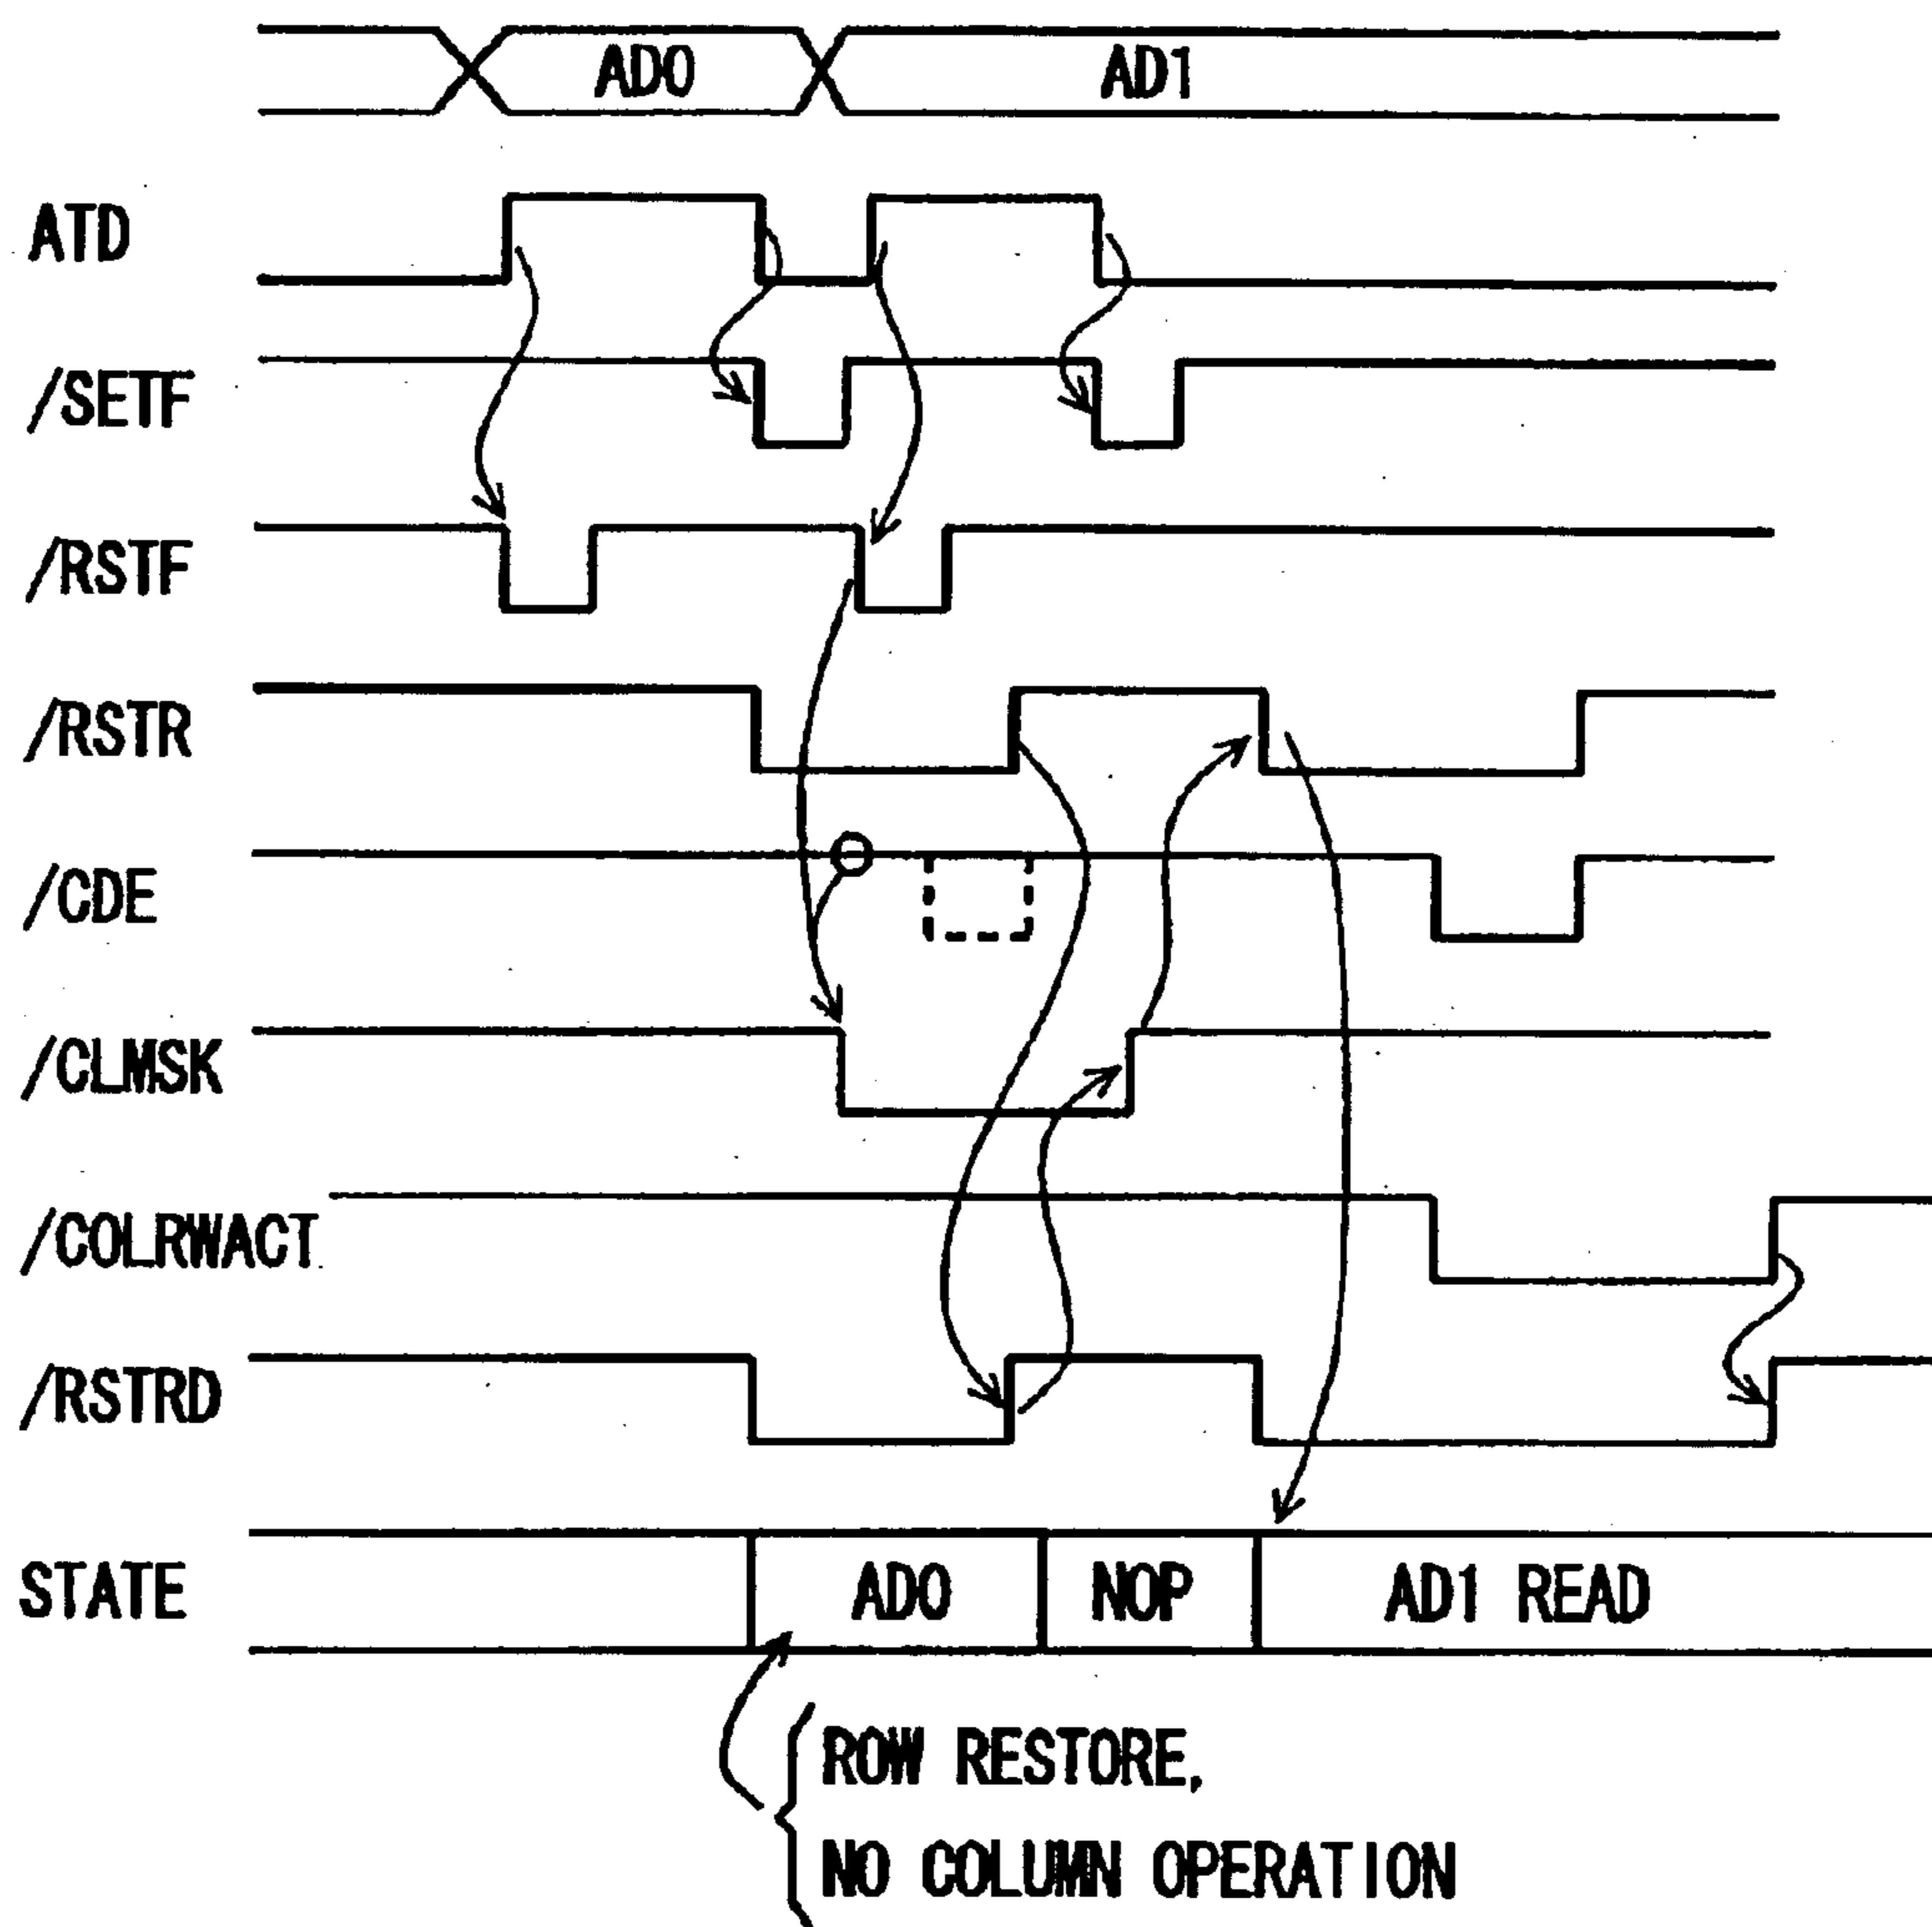 AD0 AD1
ATD
/SETF
/RSTF
/RSTR
/CDE
/CLMSK
/COLRWACT
/RSTRD
STATE AD0 NOP AD1 READ
ROW RESTORE,
NO COLUMN OPERATION